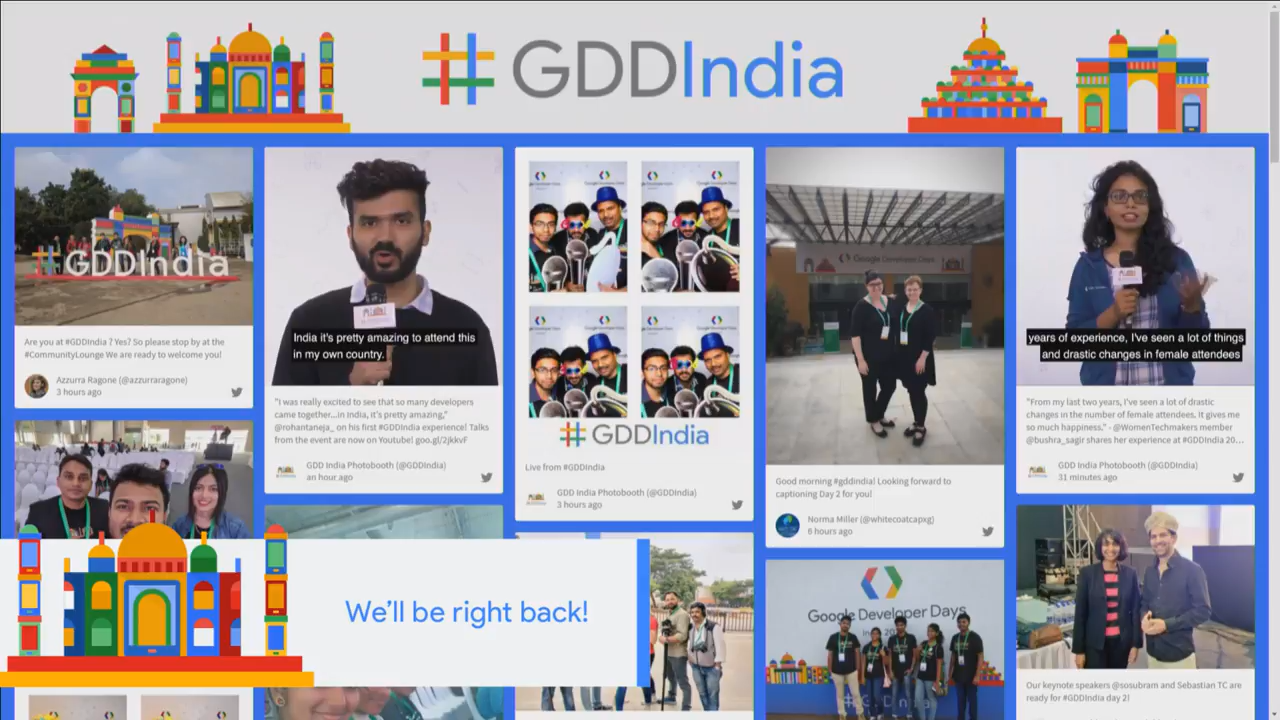 #GDDIndia
#GDDIndia
Are you at #GDDIndia ? Yes? So please stop by at the
#CommunityLounge We are ready to welcome you!
Azzurra Ragone (@azzurraragone)
3 hours ago
India it's pretty amazing to attend this
in my own country.
"I was really excited to see that so many developers
came together...in India, it's pretty amazing,"
@rohantaneja_ on his first #GDDIndia experience! Talks
from the event are now on Youtube! goo.gl/2jkkvF
GDD India Photobooth (@GDDIndia)
an hour ago
#GDDIndia
Live from #GDDIndia
GDD India Photobooth (@GDDIndia)
3 hours ago
Google Developer Days
Good morning #gddindia! Looking forward to
captioning Day 2 for you!
Norma Miller (@whitecoatcapxg)
6 hours ago
years of experience, I've seen a lot of things
and drastic changes in female attendees
"From my last two years, I've seen a lot of drastic
changes in the number of female attendees. It gives me
so much happiness." - @WomenTechmakers member
@bushra_sagir shares her experience at #GDDIndia 20...
GDD India Photobooth (@GDDIndia)
31 minutes ago
We'll be right back!
Google Developer Days
Our keynote speakers @sosubram and Sebastian TC are
ready for #GDDIndia day 2!